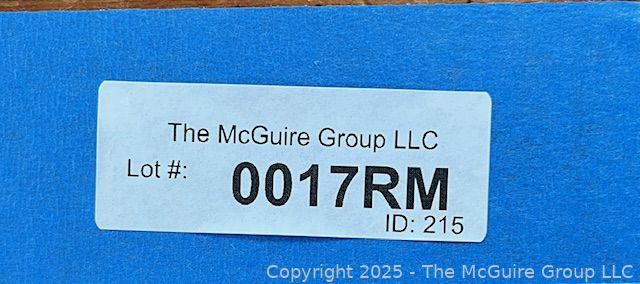 The McGuire Group LLC
Lot #: 0017RM
ID: 215
Copyright 2025 - The McGuire Group LLC